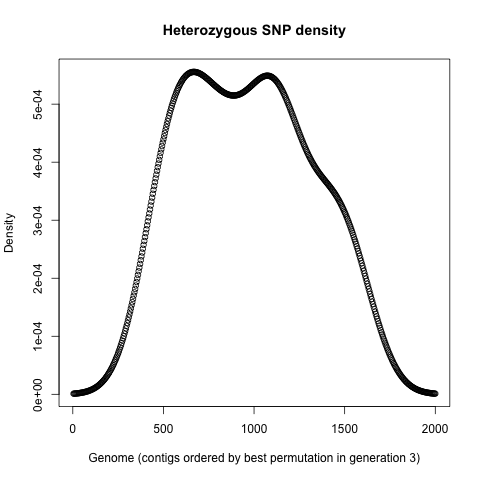 Heterozygous SNP density
Density
5e-04
4e-04
3e-04
2e-04
1e-04
0e+00
0 500 1000 1500 2000
Genome (contigs ordered by best permutation in generation 3)